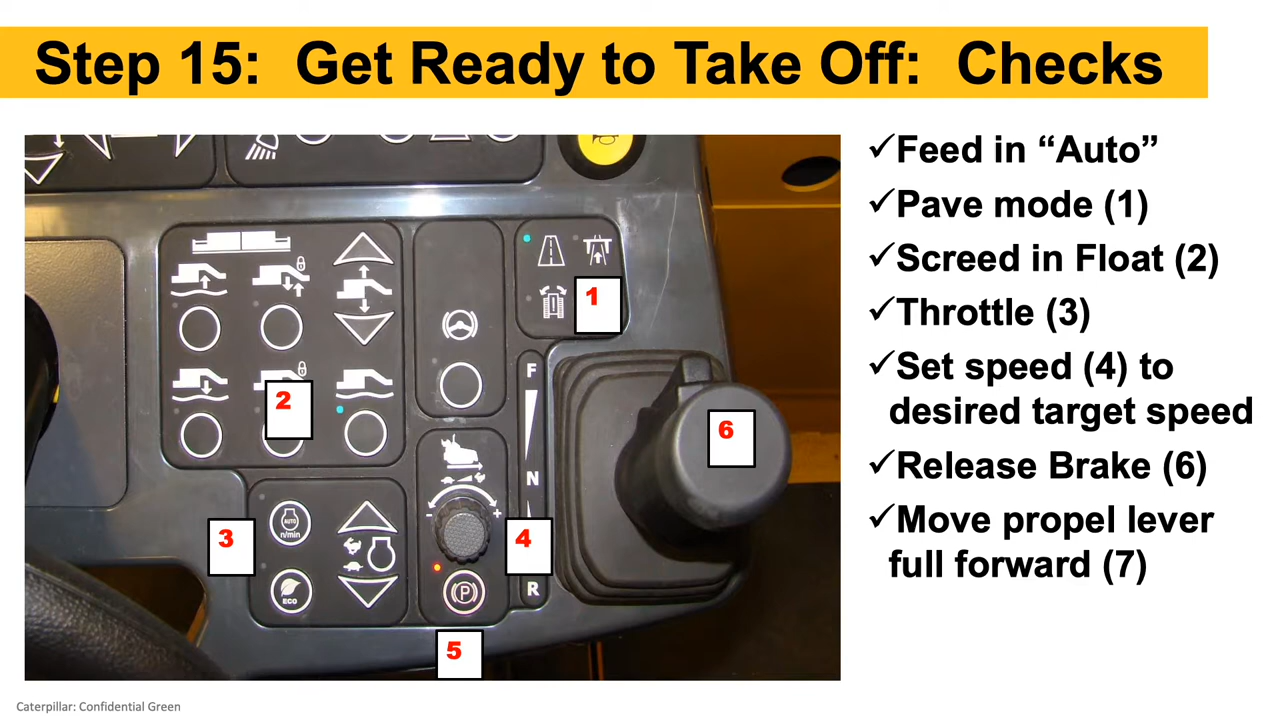 Step 15: Get Ready to Take Off: Checks
✓Feed in “Auto”
✓Pave mode (1)
✓Screed in Float (2)
✓Throttle (3)
✓Set speed (4) to
desired target speed
✓Release Brake (6)
✓Move propel lever
full forward (7)
1
F
2
6
N
- +
AUTO
n/min
3
4
ECO
P
R
5
Caterpillar: Confidential Green